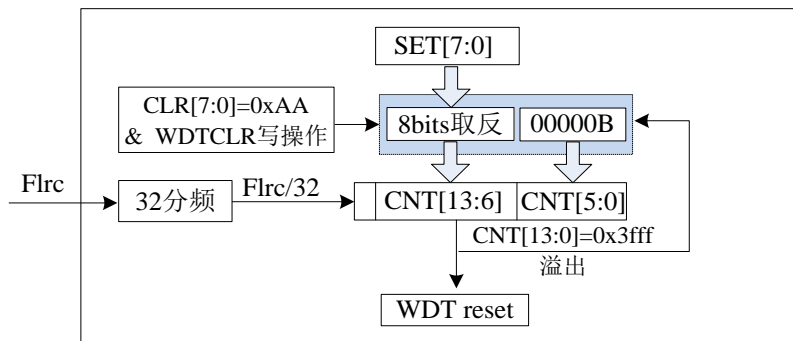 SET[7:0]
CLR[7:0]=0xAA
& WDTCLR写操作
8bits取反
00000B
Flrc
32分频
Flrc/32
CNT[13:6]
CNT[5:0]
CNT[13:0]=0x3fff
溢出
WDT reset